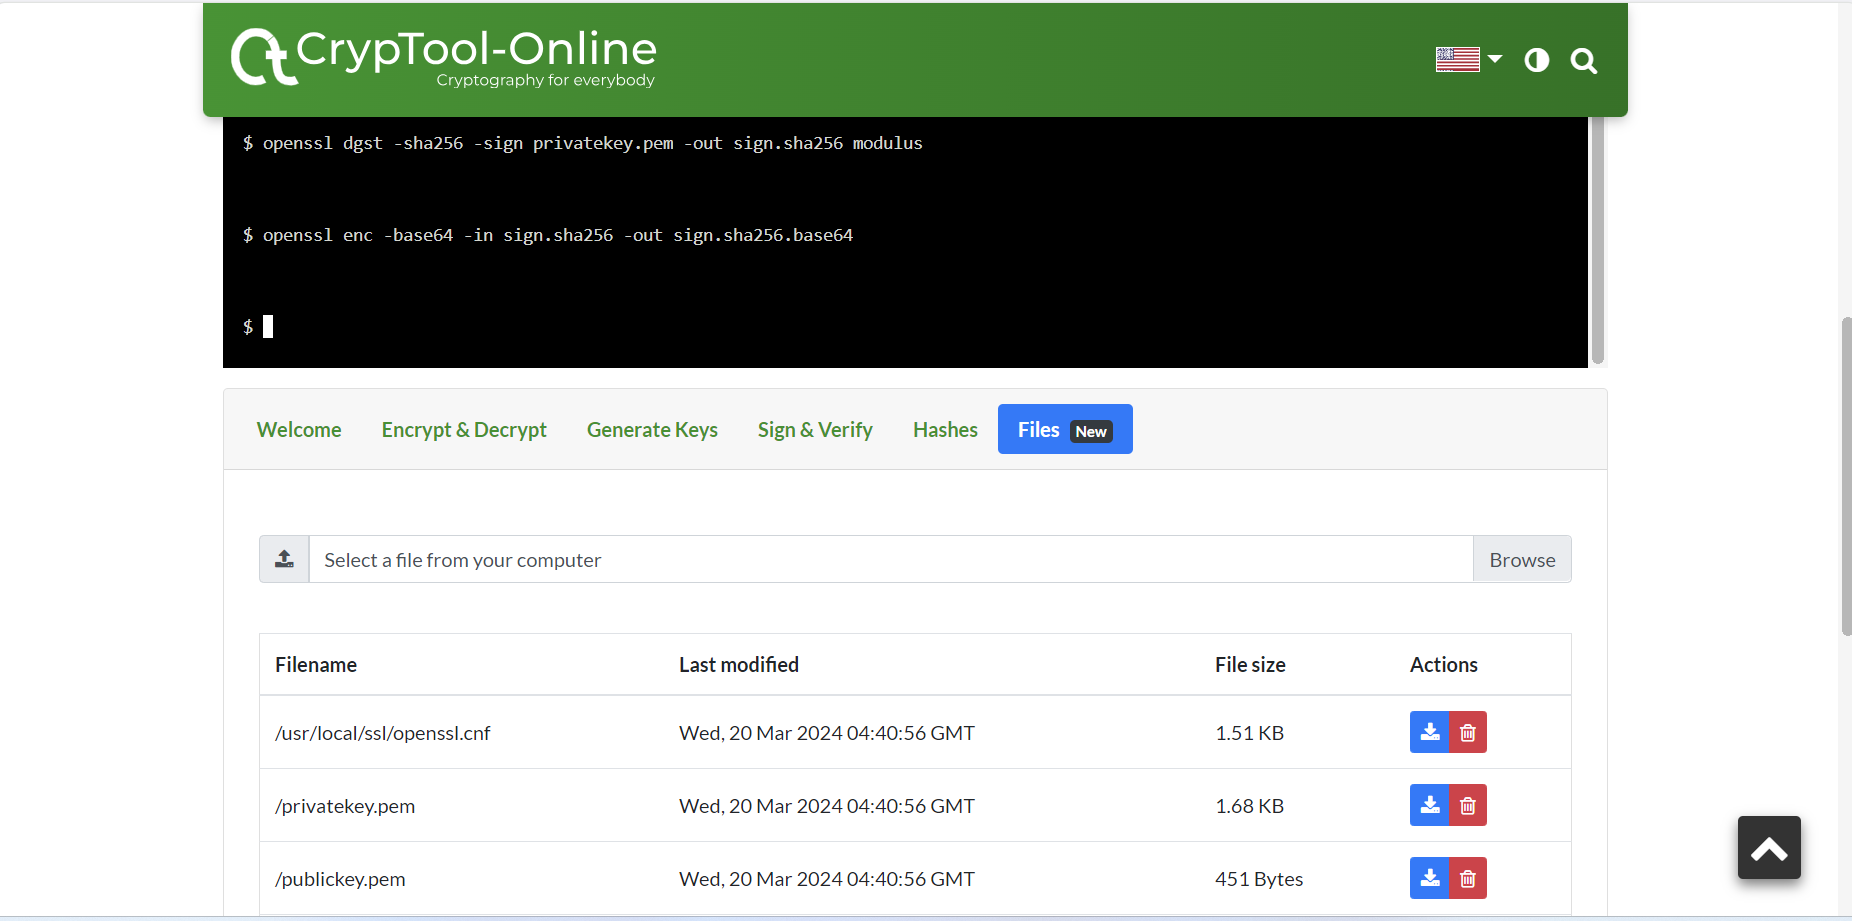 CrypTool-Online
Cryptography for everybody
$ openssl dgst -sha256 -sign privatekey.pem -out sign.sha256 modulus
$ openssl enc -base64 -in sign.sha256 -out sign.sha256.base64
$
Welcome Encrypt & Decrypt Generate Keys Sign & Verify Hashes Files New
Select a file from your computer Browse
Filename Last modified File size Actions
/usr/local/ssl/openssl.cnf Wed, 20 Mar 2024 04:40:56 GMT 1.51 KB
/privatekey.pem Wed, 20 Mar 2024 04:40:56 GMT 1.68 KB
/publickey.pem Wed, 20 Mar 2024 04:40:56 GMT 451 Bytes